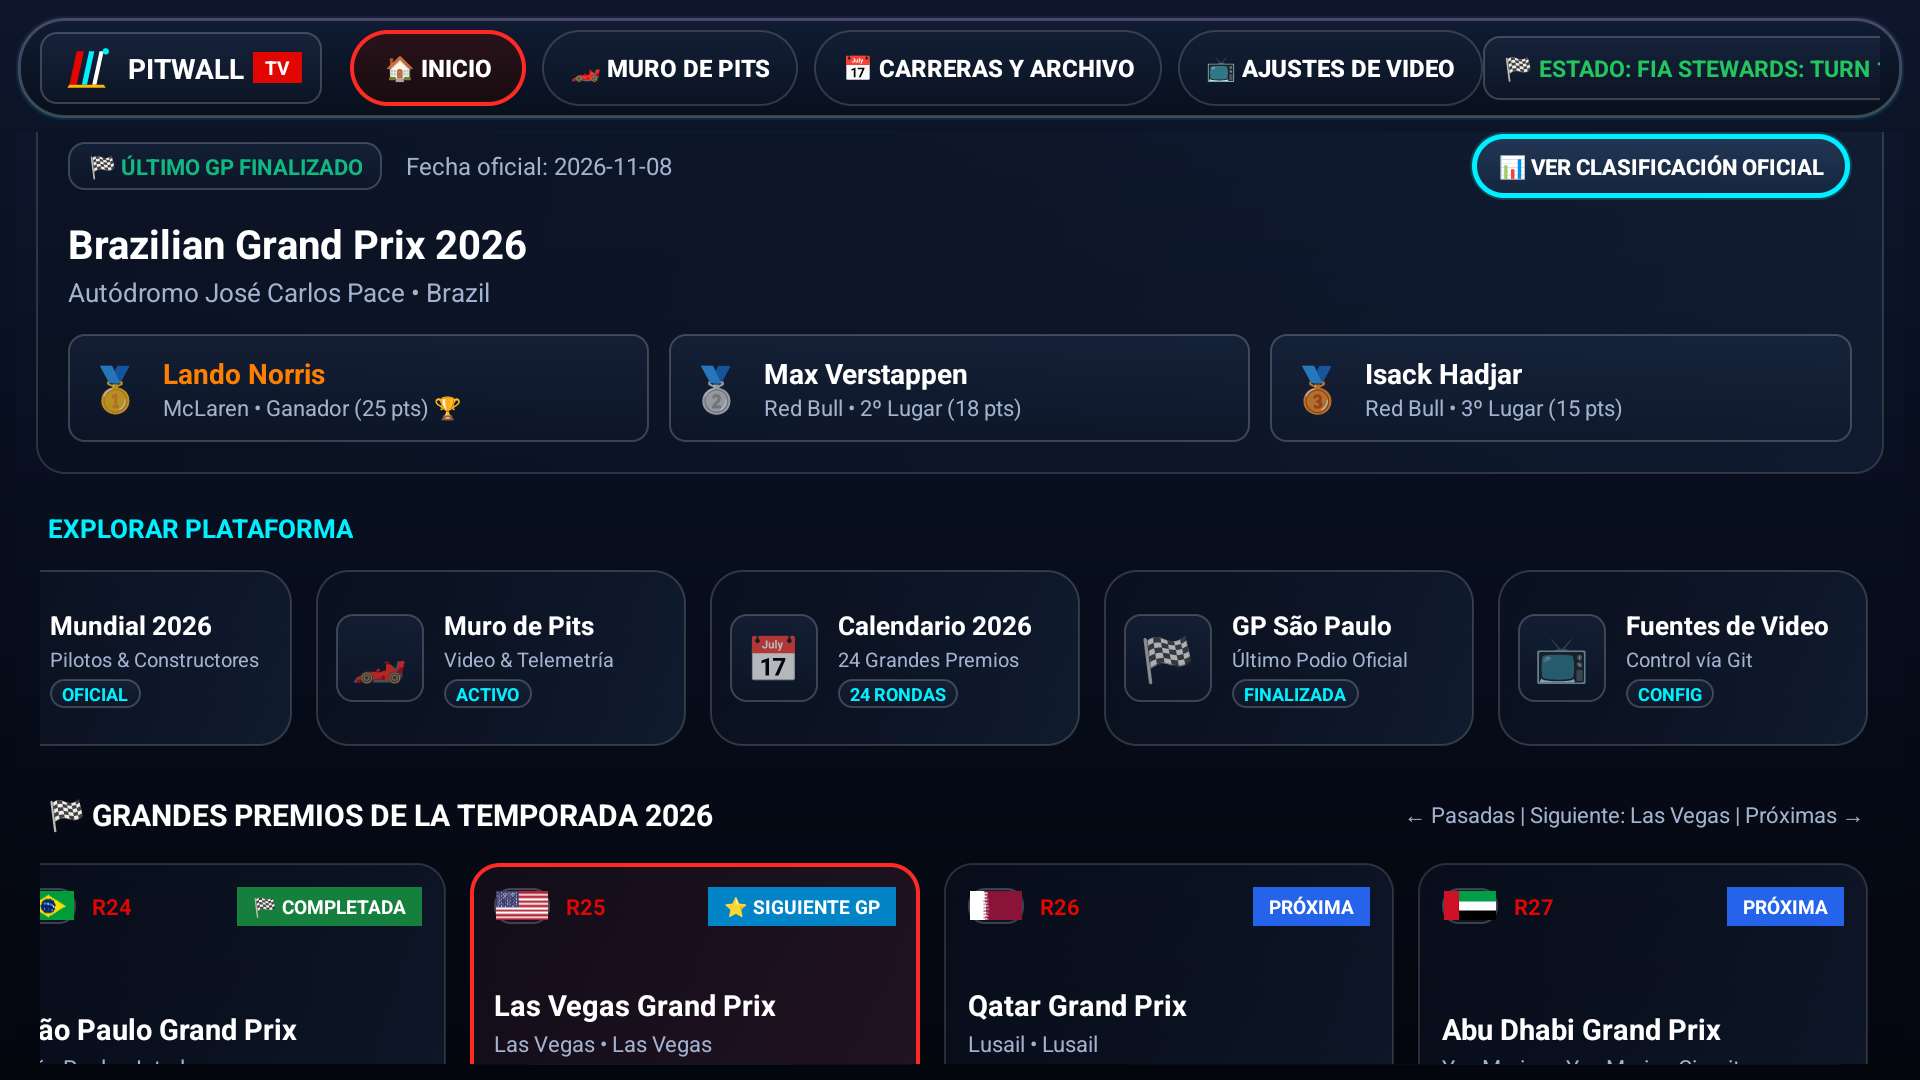 PITWALL TV
INICIO
MURO DE PITS
CARRERAS Y ARCHIVO
AJUSTES DE VIDEO
ESTADO: FIA STEWARDS: TURN
ÚLTIMO GP FINALIZADO
Fecha oficial: 2026-11-08
VER CLASIFICACIÓN OFICIAL
Brazilian Grand Prix 2026
Autódromo José Carlos Pace • Brazil
Lando Norris
McLaren • Ganador (25 pts)
Max Verstappen
Red Bull • 2º Lugar (18 pts)
Isack Hadjar
Red Bull • 3º Lugar (15 pts)
EXPLORAR PLATAFORMA
Mundial 2026
Pilotos & Constructores
OFICIAL
Muro de Pits
Video & Telemetría
ACTIVO
July
17
Calendario 2026
24 Grandes Premios
24 RONDAS
GP São Paulo
Último Podio Oficial
FINALIZADA
Fuentes de Video
Control vía Git
CONFIG
GRANDES PREMIOS DE LA TEMPORADA 2026
← Pasadas | Siguiente: Las Vegas | Próximas →
R24
COMPLETADA
ão Paulo Grand Prix
R25
SIGUIENTE GP
Las Vegas Grand Prix
Las Vegas • Las Vegas
R26
PRÓXIMA
Qatar Grand Prix
Lusail • Lusail
R27
PRÓXIMA
Abu Dhabi Grand Prix